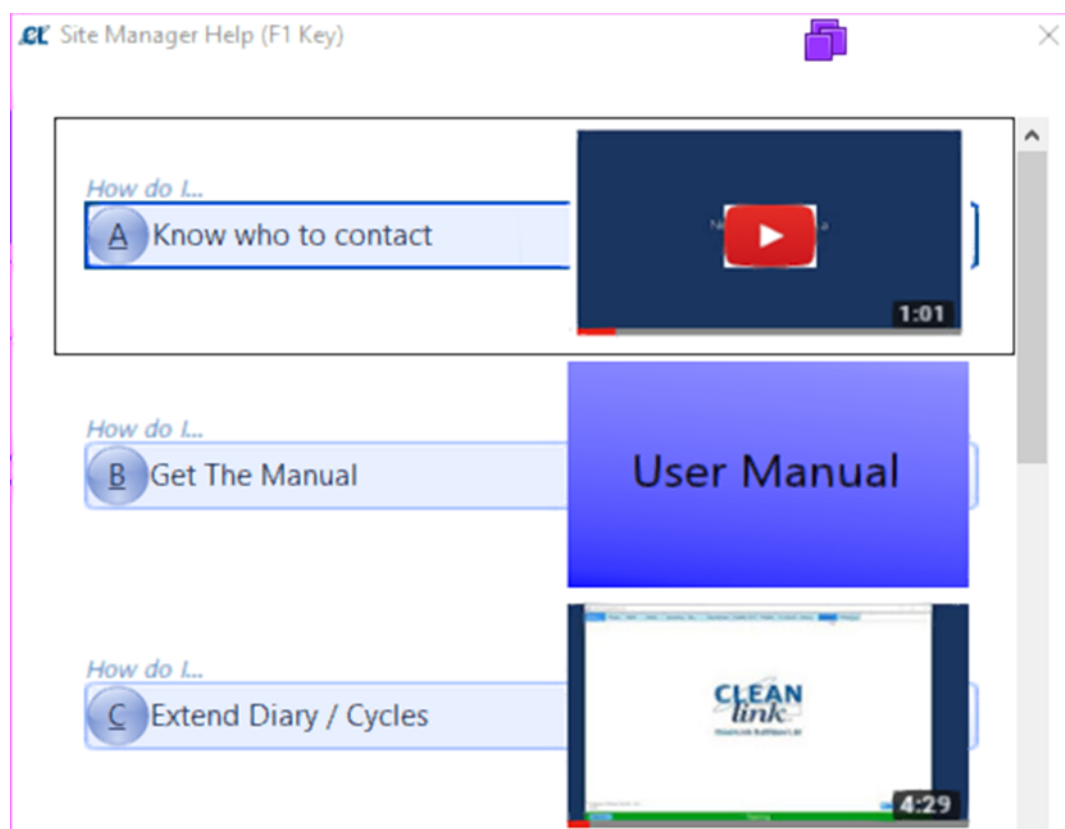 CL Site Manager Help (F1 Key)
How do I...
A Know who to contact
1:01
How do I...
B Get The Manual
User Manual
How do I...
C Extend Diary / Cycles
CLEAN
link
4:29